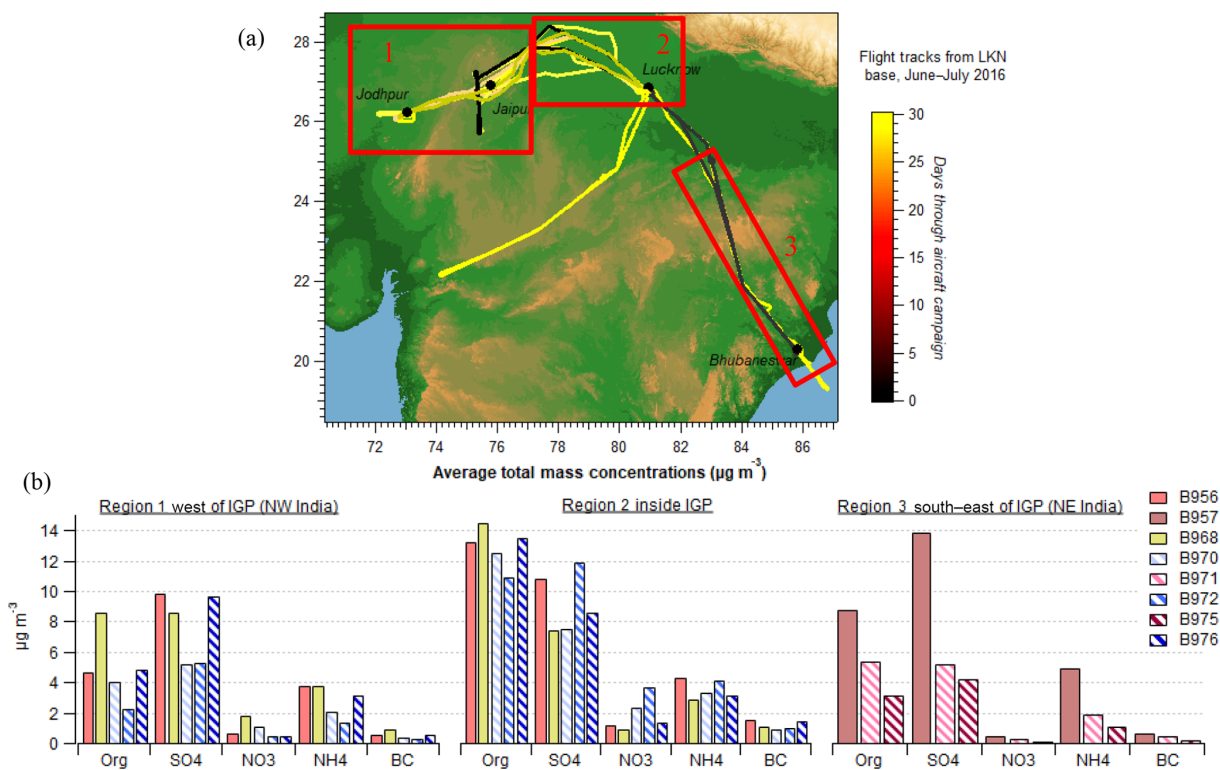 (a)
28
26
24
22
20
72 74 76 78 80 82 84 86
1
2
3
Jodhpur
Jaipur
Lucknow
Bhubaneswar
Flight tracks from LKN
base, June–July 2016
30
25
20
15
10
5
0
Days through aircraft campaign
Average total mass concentrations (µg m-3)
(b)
Region 1 west of IGP (NW India)
Region 2 inside IGP
Region 3 south–east of IGP (NE India)
µg m-3
14
12
10
8
6
4
2
0
Org SO4 NO3 NH4 BC
Org SO4 NO3 NH4 BC
Org SO4 NO3 NH4 BC
B956
B957
B968
B970
B971
B972
B975
B976